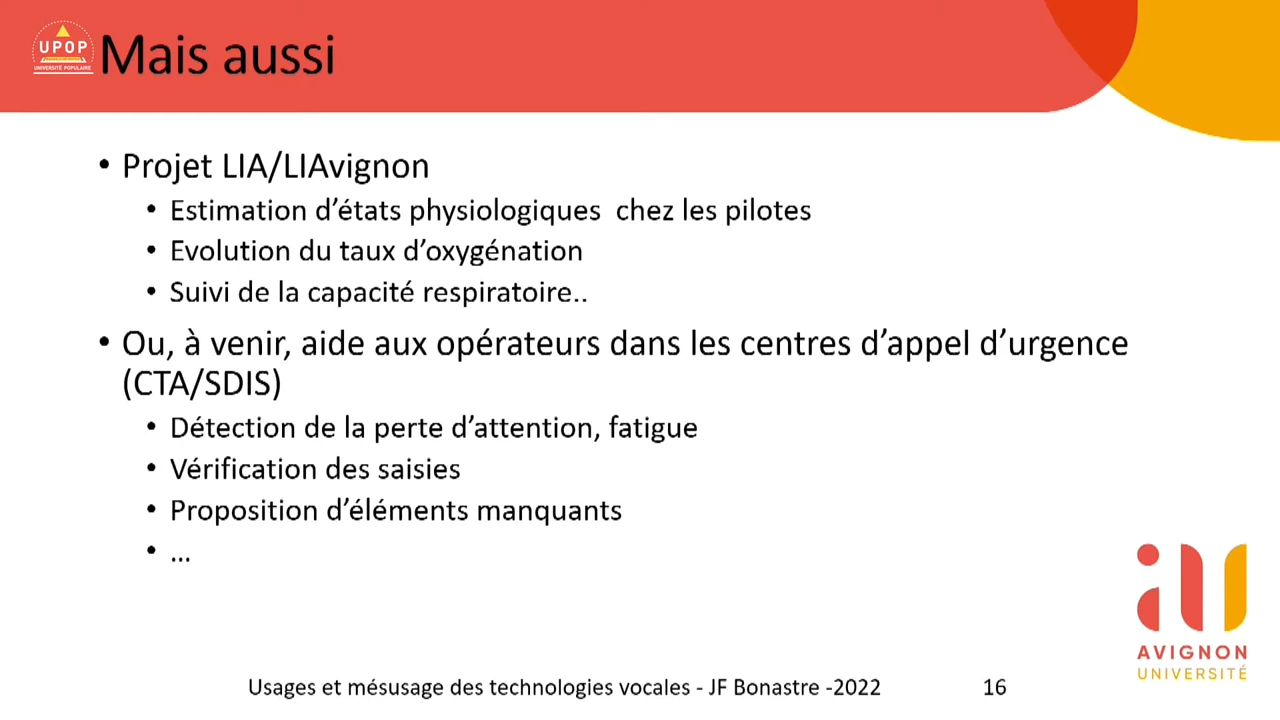 UPOP
UNIVERSITÉ POPULAIRE
Mais aussi
• Projet LIA/LIAvignon
• Estimation d’états physiologiques  chez les pilotes
• Evolution du taux d’oxygénation
• Suivi de la capacité respiratoire..
• Ou, à venir, aide aux opérateurs dans les centres d’appel d’urgence
(CTA/SDIS)
• Détection de la perte d’attention, fatigue
• Vérification des saisies
• Proposition d’éléments manquants
• ...
AVIGNON
UNIVERSITÉ
Usages et mésusage des technologies vocales - JF Bonastre -2022
16